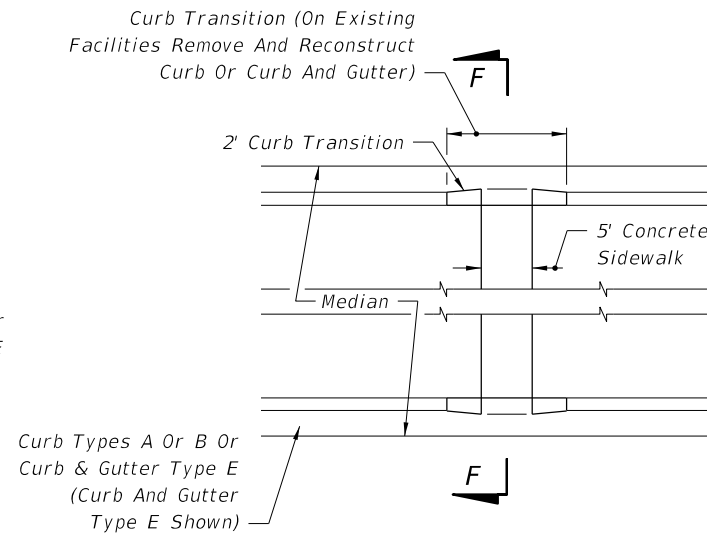 Curb Transition (On Existing
Facilities Remove And Reconstruct
Curb Or Curb And Gutter)
F
2' Curb Transition
5' Concrete
Sidewalk
Median
Curb Types A Or B Or
Curb & Gutter Type E
(Curb And Gutter
Type E Shown)
F